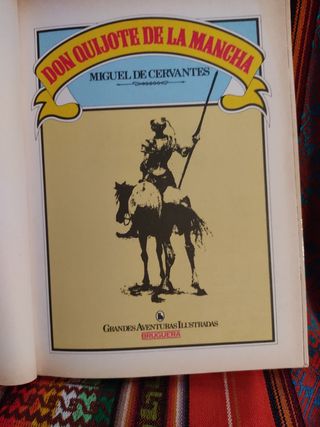 DON QUIJOTE DE LA MANCHA
MIGUEL DE CERVANTES
GRANDES AVENTURAS ILUSTRADAS
BRUGUERA